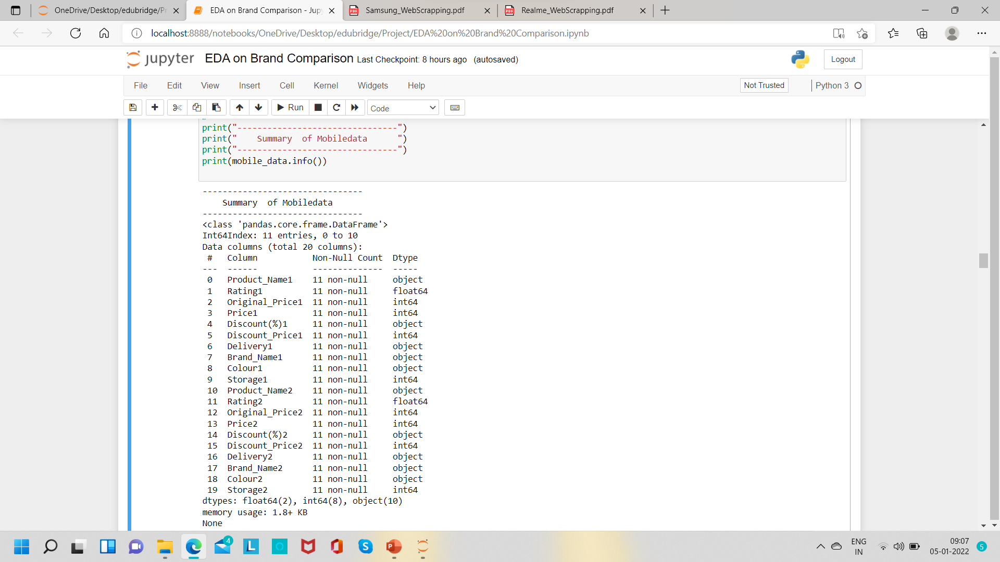 OneDrive/Desktop/edubridge/Pr
EDA on Brand Comparison - Jup
Samsung_WebScrapping.pdf
Realme_WebScrapping.pdf
localhost:8888/notebooks/OneDrive/Desktop/edubridge/Project/EDA%20on%20Brand%20Comparison.ipynb
jupyter EDA on Brand Comparison Last Checkpoint: 8 hours ago (autosaved)
Logout
File Edit View Insert Cell Kernel Widgets Help
Not Trusted
Python 3
Run
Code
print("--------------------------------")
print("    Summary  of Mobiledata      ")
print("--------------------------------")
print(mobile_data.info())
--------------------------------
    Summary  of Mobiledata
--------------------------------
<class 'pandas.core.frame.DataFrame'>
Int64Index: 11 entries, 0 to 10
Data columns (total 20 columns):
 #   Column           Non-Null Count  Dtype
---  ------           --------------  -----
 0   Product_Name1    11 non-null     object
 1   Rating1          11 non-null     float64
 2   Original_Price1  11 non-null     int64
 3   Price1           11 non-null     int64
 4   Discount(%)1     11 non-null     object
 5   Discount_Price1  11 non-null     int64
 6   Delivery1        11 non-null     object
 7   Brand_Name1      11 non-null     object
 8   Colour1          11 non-null     object
 9   Storage1         11 non-null     int64
 10  Product_Name2    11 non-null     object
 11  Rating2          11 non-null     float64
 12  Original_Price2  11 non-null     int64
 13  Price2           11 non-null     int64
 14  Discount(%)2     11 non-null     object
 15  Discount_Price2  11 non-null     int64
 16  Delivery2        11 non-null     object
 17  Brand_Name2      11 non-null     object
 18  Colour2          11 non-null     object
 19  Storage2         11 non-null     int64
dtypes: float64(2), int64(8), object(10)
memory usage: 1.8+ KB
None
4
L
S
P
ENG
IN
09:07
05-01-2022
5